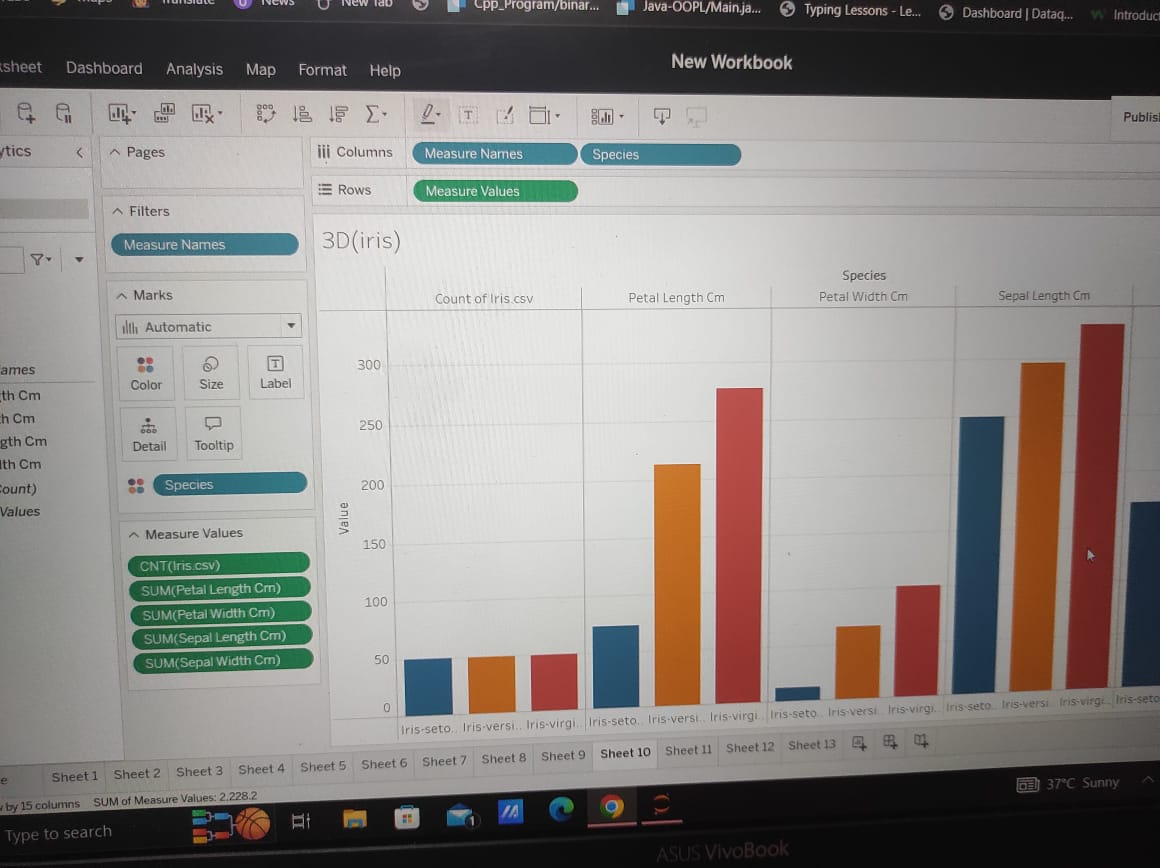 Translate
News
New Tab
Cpp_Program/binar...
Java-OOPL/Main.ja...
Typing Lessons - Le...
Dashboard | Dataq...
Introduct
New Workbook
ksheet Dashboard Analysis Map Format Help
Publis
ytics
Pages
Columns
Measure Names
Species
Rows
Measure Values
Filters
Measure Names
3D(iris)
Marks
Automatic
Color
Size
Label
Detail
Tooltip
Species
Measure Values
CNT(Iris.csv)
SUM(Petal Length Cm)
SUM(Petal Width Cm)
SUM(Sepal Length Cm)
SUM(Sepal Width Cm)
ames
th Cm
h Cm
gth Cm
lth Cm
Count)
Values
Species
Count of Iris.csv
Petal Length Cm
Petal Width Cm
Sepal Length Cm
Value
300
250
200
150
100
50
0
Iris-seto.. Iris-versi.. Iris-virgi.. Iris-seto.. Iris-versi.. Iris-virgi.. Iris-seto.. Iris-versi.. Iris-virgi.. Iris-seto.. Iris-versi.. Iris-virgi.. Iris-seto
e Sheet 1 Sheet 2 Sheet 3 Sheet 4 Sheet 5 Sheet 6 Sheet 7 Sheet 8 Sheet 9 Sheet 10 Sheet 11 Sheet 12 Sheet 13
by 15 columns SUM of Measure Values: 2,228.2
Type to search
1
37°C Sunny
ASUS VivoBook